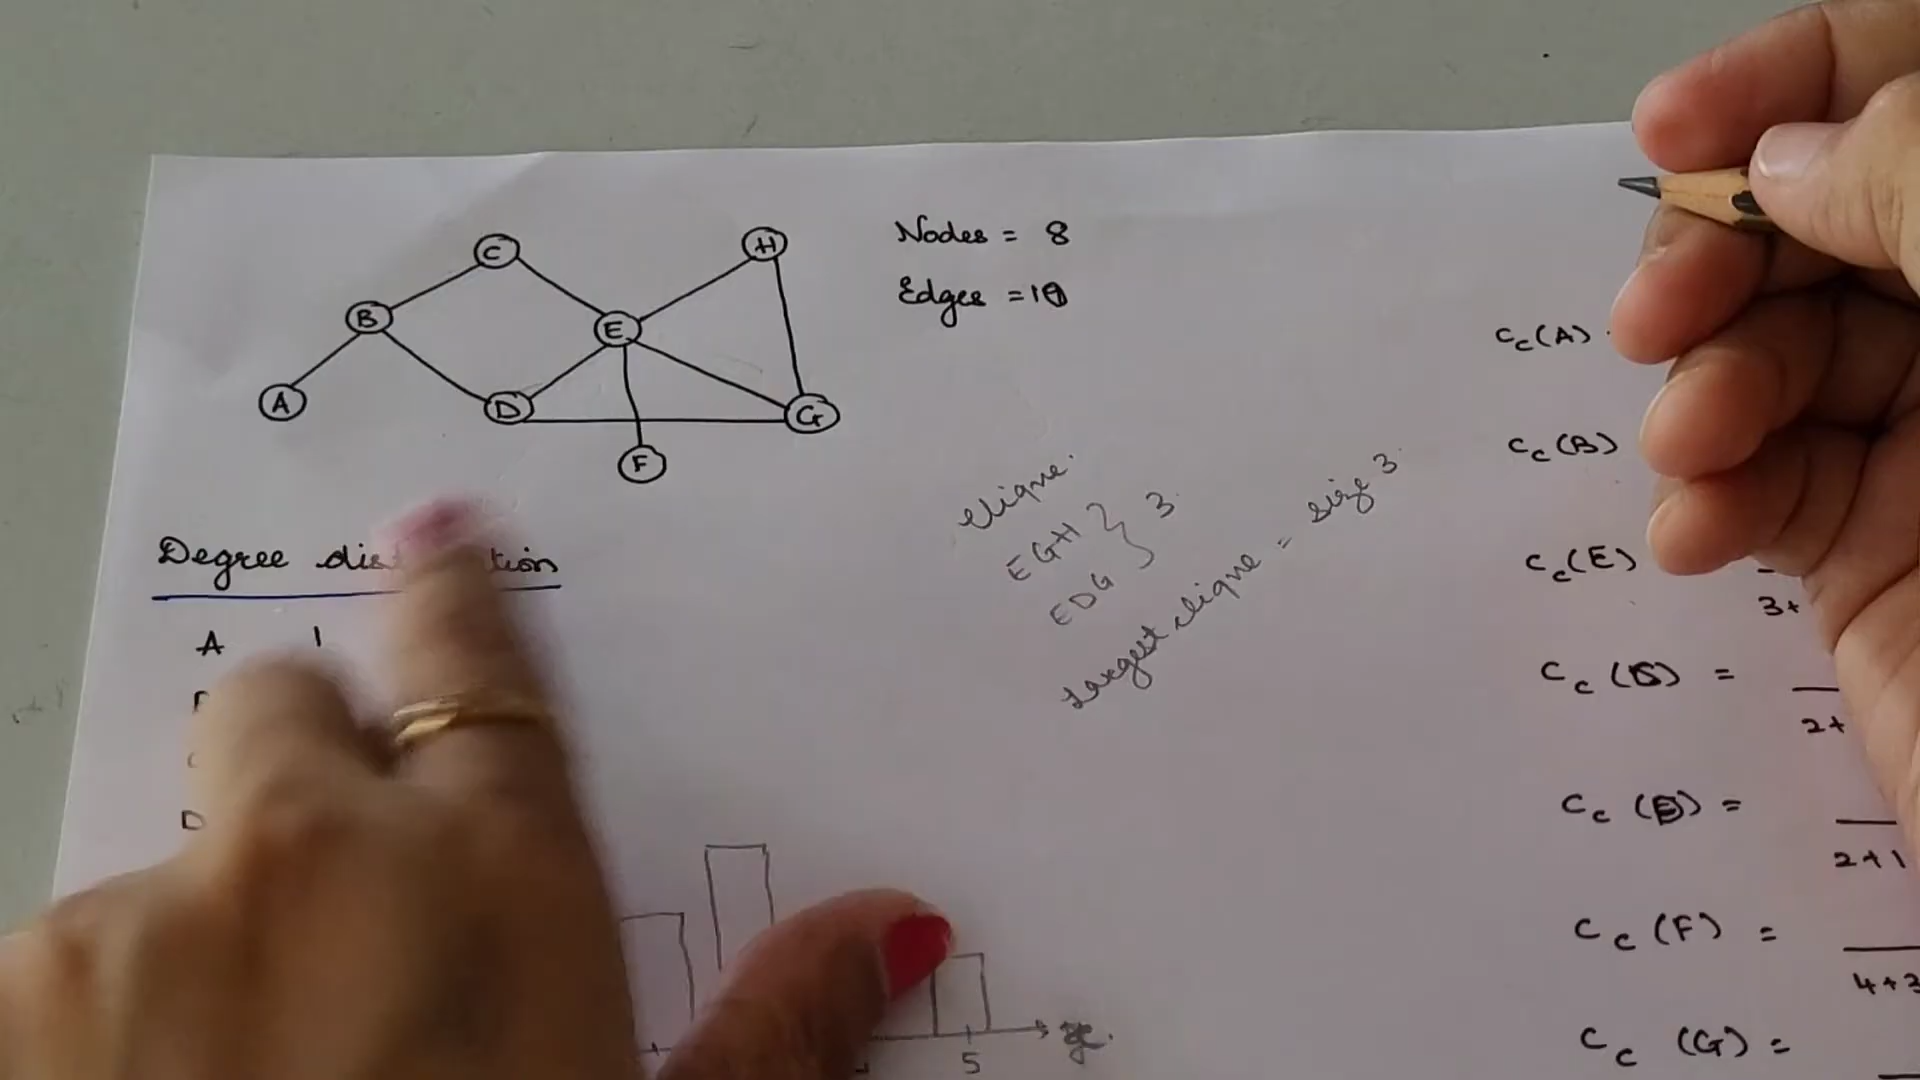 C
H
B
E
A
D
G
F
Nodes = 8
Edges = 10
clique.
EGH } 3
EDG
Largest clique = size 3
Degree
A 1
D
5
Cc(A)
Cc(B)
Cc(E)
3+
Cc(D) =
2+
Cc(E) =
2+1
Cc(F) =
4+3
Cc(G) =